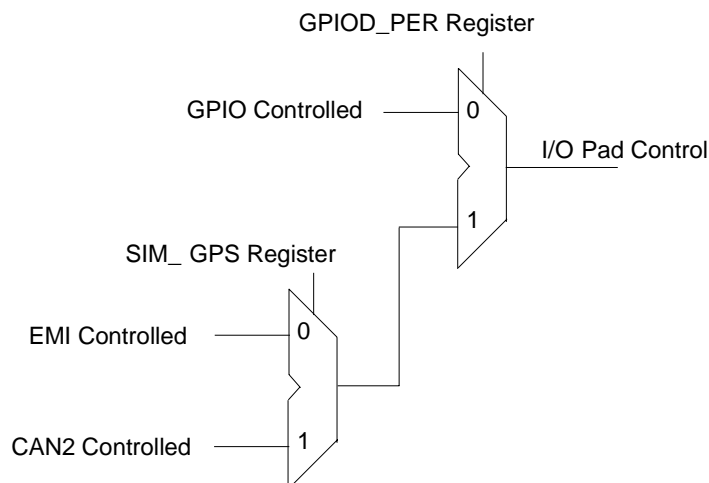 GPIOD_PER Register
GPIO Controlled
0
I/O Pad Control
1
SIM_ GPS Register
EMI Controlled
0
CAN2 Controlled
1